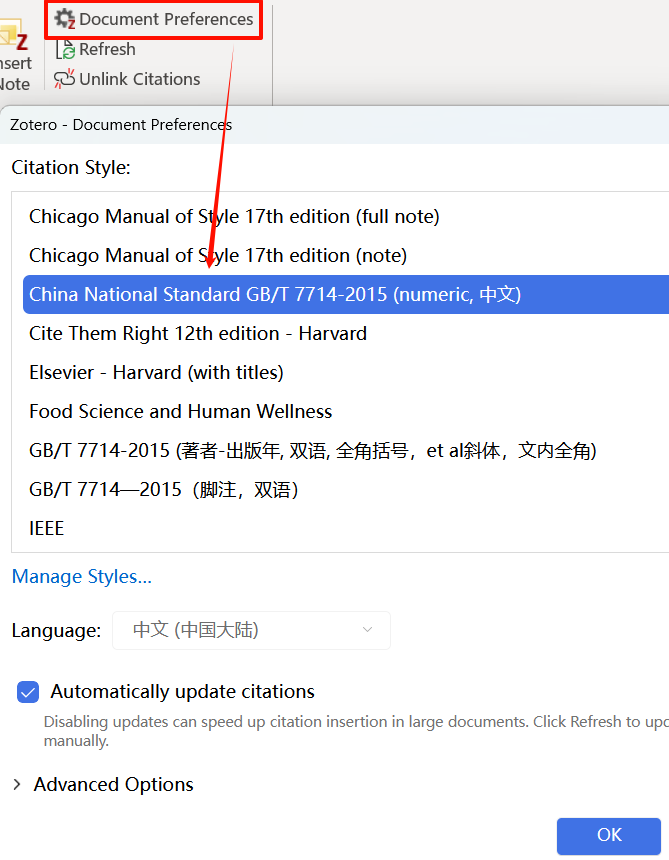 Document Preferences
Refresh
Note
Unlink Citations
Zotero - Document Preferences
Citation Style:
Chicago Manual of Style 17th edition (full note)
Chicago Manual of Style 17th edition (note)
China National Standard GB/T 7714-2015 (numeric, 中文)
Cite Them Right 12th edition - Harvard
Elsevier - Harvard (with titles)
Food Science and Human Wellness
GB/T 7714-2015 (著者-出版年, 双语, 全角括号，et al斜体，文内全角)
GB/T 7714—2015（脚注，双语）
IEEE
Manage Styles...
Language: 中文 (中国大陆)
Automatically update citations
Disabling updates can speed up citation insertion in large documents. Click Refresh to
manually.
Advanced Options
OK